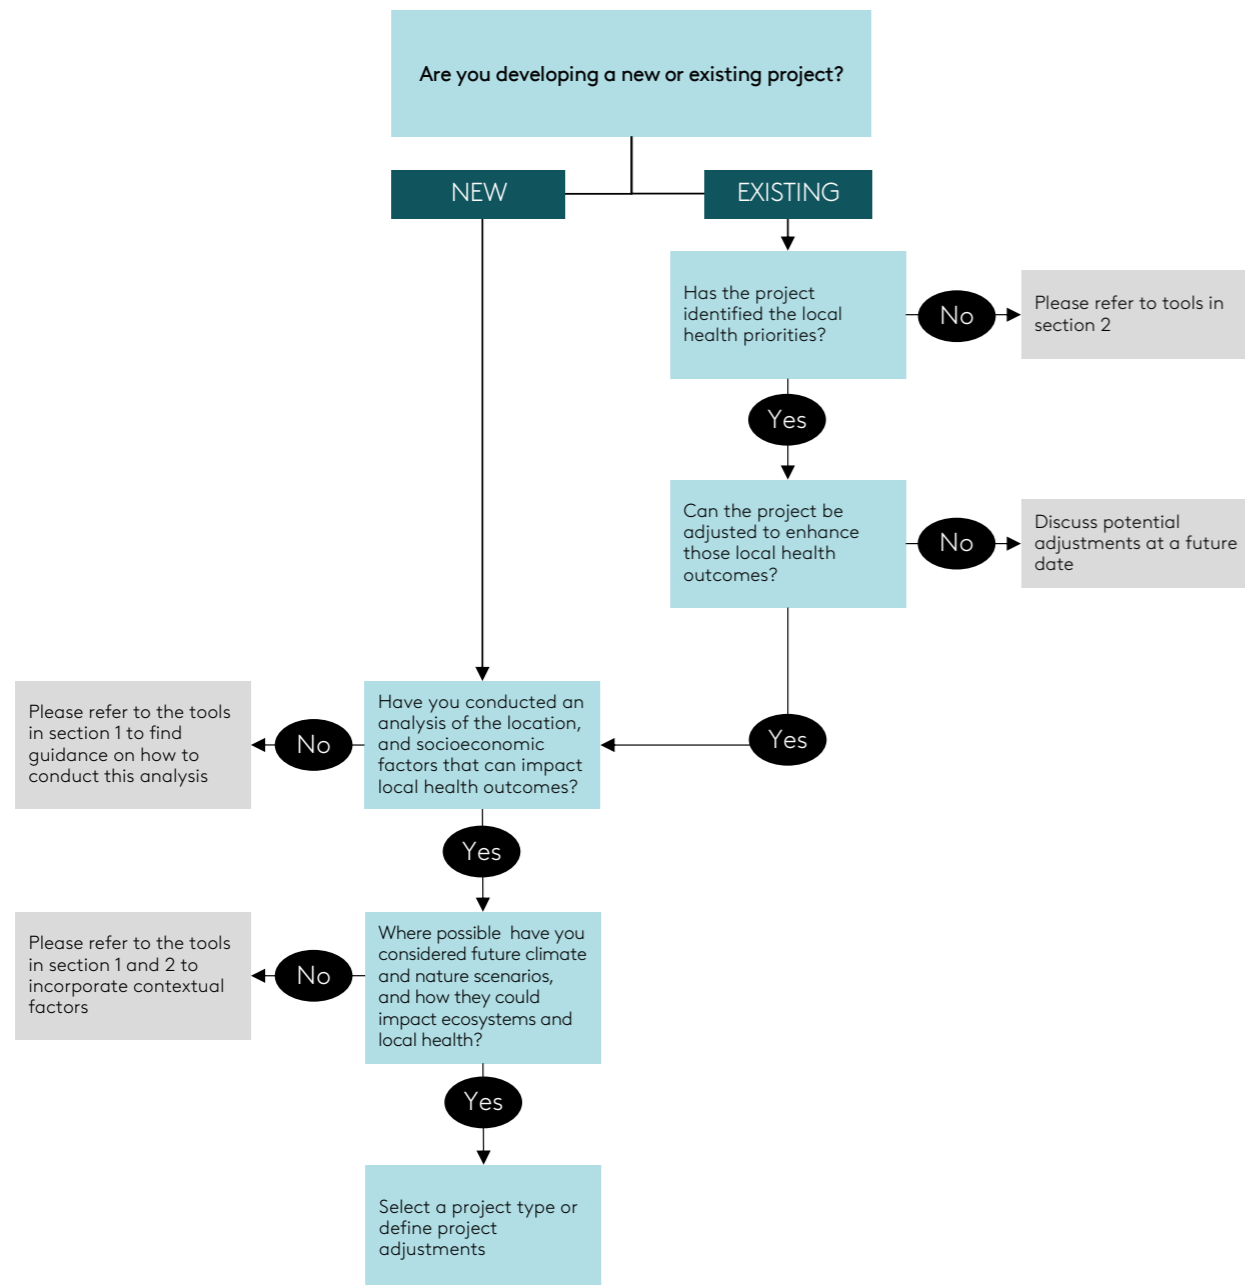 Are you developing a new or existing project?
NEW
EXISTING
Has the project
identified the local
health priorities?
No
Please refer to tools in
section 2
Yes
Can the project be
adjusted to enhance
those local health
outcomes?
No
Discuss potential
adjustments at a future
date
Yes
Have you conducted an
analysis of the location,
and socioeconomic
factors that can impact
local health outcomes?
No
Please refer to the tools
in section 1 to find
guidance on how to
conduct this analysis
Yes
Where possible have you
considered future climate
and nature scenarios,
and how they could
impact ecosystems and
local health?
No
Please refer to the tools
in section 1 and 2 to
incorporate contextual
factors
Yes
Select a project type or
define project
adjustments